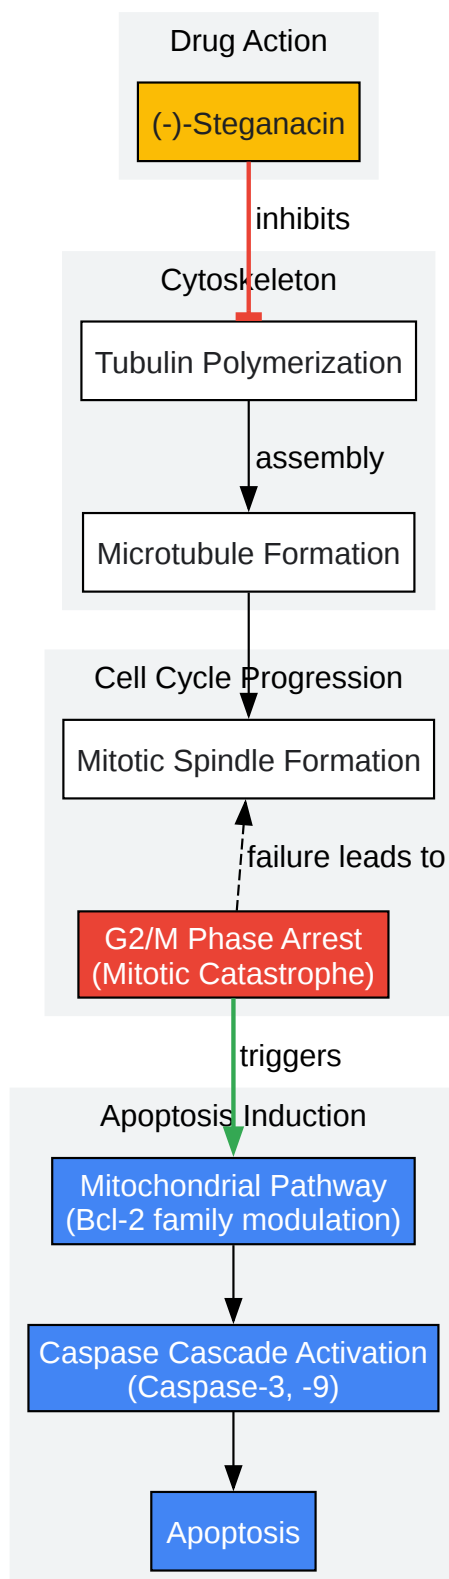 Drug Action
(-)-Steganacin
inhibits
Cytoskeleton
Tubulin Polymerization
assembly
Microtubule Formation
Cell Cycle Progression
Mitotic Spindle Formation
failure leads to
G2/M Phase Arrest
(Mitotic Catastrophe)
triggers
Apoptosis Induction
Mitochondrial Pathway
(Bcl-2 family modulation)
Caspase Cascade Activation
(Caspase-3, -9)
Apoptosis